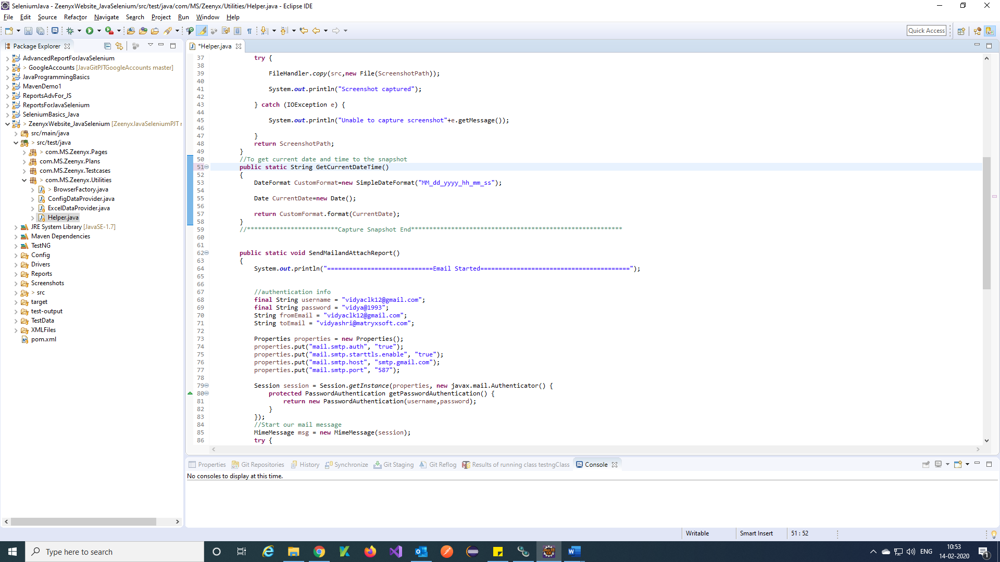 SeleniumJava - ZeenyxWebsite_JavaSelenium/src/test/java/com/MS/Zeenyx/Utilities/Helper.java - Eclipse IDE
File Edit Source Refactor Navigate Search Project Run Window Help
Quick Access
Package Explorer
AdvancedReportForJavaSelenium
> GoogleAccounts [JavaGitPJTGoogleAccounts master]
JavaProgrammingBasics
MavenDemo1
ReportsAdvFor_JS
ReportsForJavaSelenium
SeleniumBasics_Java
> ZeenyxWebsite_JavaSelenium [ZeenyxJavaSeleniumPJT r
src/main/java
> src/test/java
> com.MS.Zeenyx.Pages
com.MS.Zeenyx.Plans
com.MS.Zeenyx.Testcases
> com.MS.Zeenyx.Utilities
> BrowserFactory.java
ConfigDataProvider.java
ExcelDataProvider.java
Helper.java
JRE System Library [JavaSE-1.7]
Maven Dependencies
TestNG
Config
Drivers
Reports
Screenshots
> src
target
test-output
TestData
XMLFiles
pom.xml
*Helper.java
37 try {
38
39 FileHandler.copy(src,new File(ScreenshotPath));
40
41 System.out.println("Screenshot captured");
42
43 } catch (IOException e) {
44
45 System.out.println("Unable to capture screenshot"+e.getMessage());
46
47 }
48 return ScreenshotPath;
49 }
50 //To get current date and time to the snapshot
51 public static String GetCurrentDateTime()
52 {
53 DateFormat CustomFormat=new SimpleDateFormat("MM_dd_yyyy_hh_mm_ss");
54
55 Date CurrentDate=new Date();
56
57 return CustomFormat.format(CurrentDate);
58 }
59 //*************************Capture Snapshot End**********************************************************
60
61
62 public static void SendMailandAttachReport()
63 {
64 System.out.println("=============================Email Started=========================================");
65
66
67 //authentication info
68 final String username = "vidyaclk12@gmail.com";
69 final String password = "vidya@1993";
70 String fromEmail = "vidyaclk12@gmail.com";
71 String toEmail = "vidyashri@matryxsoft.com";
72
73 Properties properties = new Properties();
74 properties.put("mail.smtp.auth", "true");
75 properties.put("mail.smtp.starttls.enable", "true");
76 properties.put("mail.smtp.host", "smtp.gmail.com");
77 properties.put("mail.smtp.port", "587");
78
79 Session session = Session.getInstance(properties, new javax.mail.Authenticator() {
80 protected PasswordAuthentication getPasswordAuthentication() {
81 return new PasswordAuthentication(username,password);
82 }
83 });
84 //Start our mail message
85 MimeMessage msg = new MimeMessage(session);
86 try {
Properties Git Repositories History Synchronize Git Staging Git Reflog Results of running class testngClass Console
No consoles to display at this time.
Writable Smart Insert 51 : 52
Type here to search
ENG
10:53
14-02-2020
1